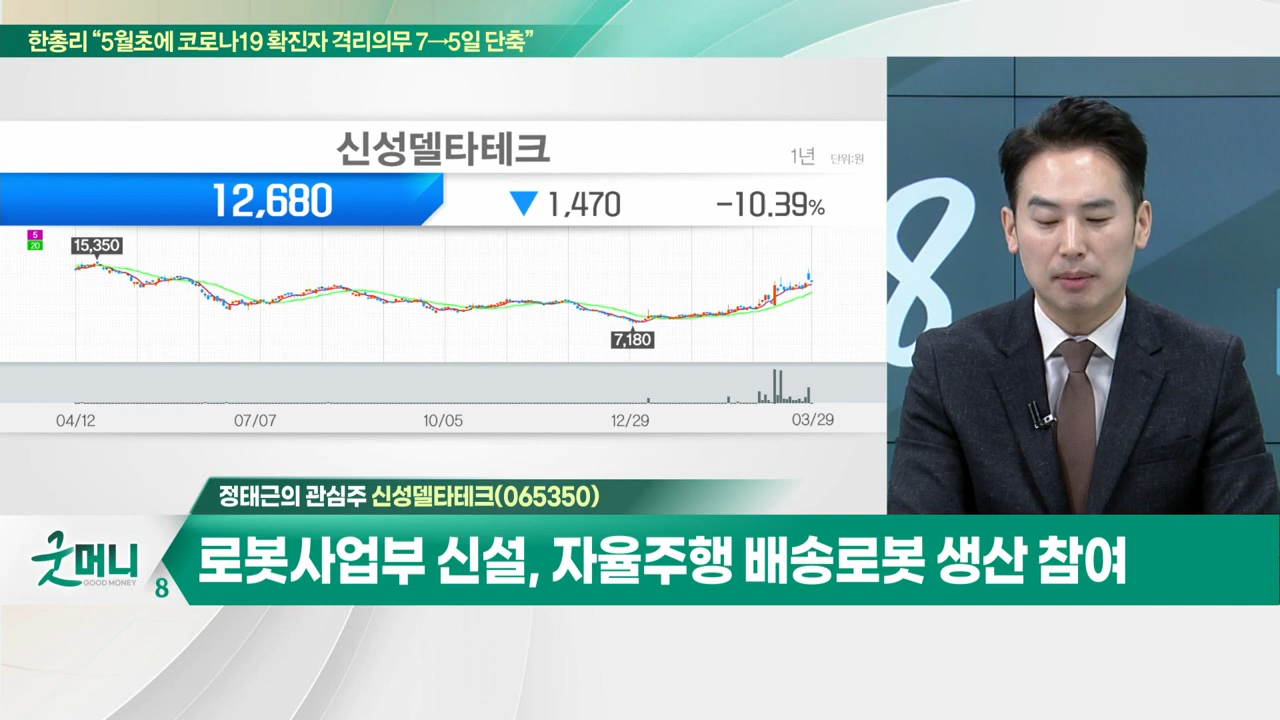 한총리 “5월초에 코로나19 확진자 격리의무 7→5일 단축”
신성델타테크
1년 단위:원
12,680 ▼ 1,470 -10.39%
5
20
15,350
7,180
04/12 07/07 10/05 12/29 03/29
8
정태근의 관심주 신성델타테크(065350)
굿머니
GOOD MONEY
8
로봇사업부 신설, 자율주행 배송로봇 생산 참여